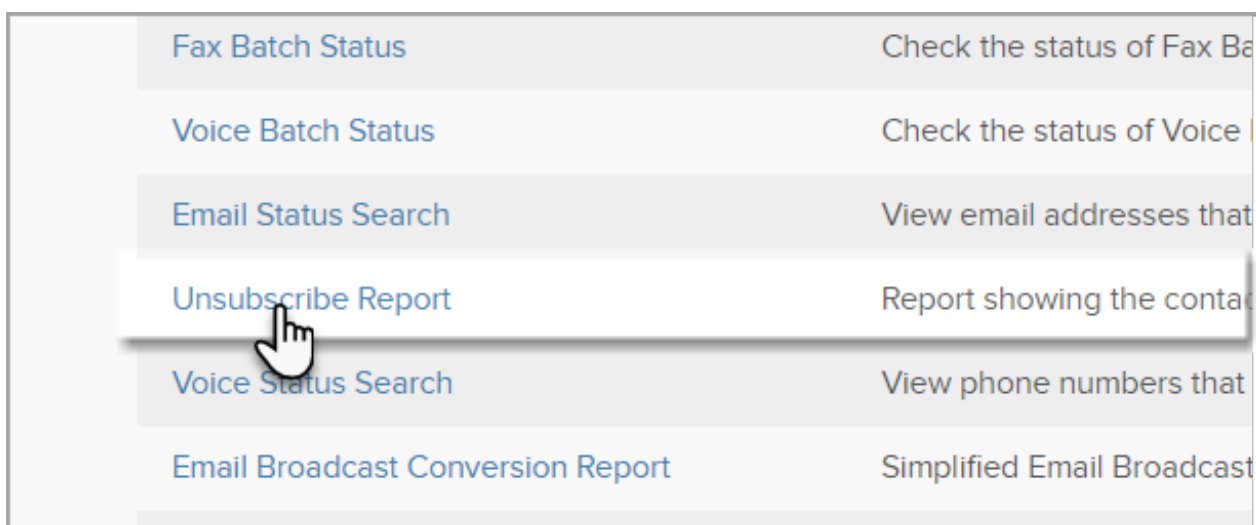 Fax Batch Status Check the status of Fax
Voice Batch Status Check the status of Voice
Email Status Search View email addresses that
Unsubscribe Report Report showing the
Voice Status Search View phone numbers that
Email Broadcast Conversion Report Simplified Email Broadcast